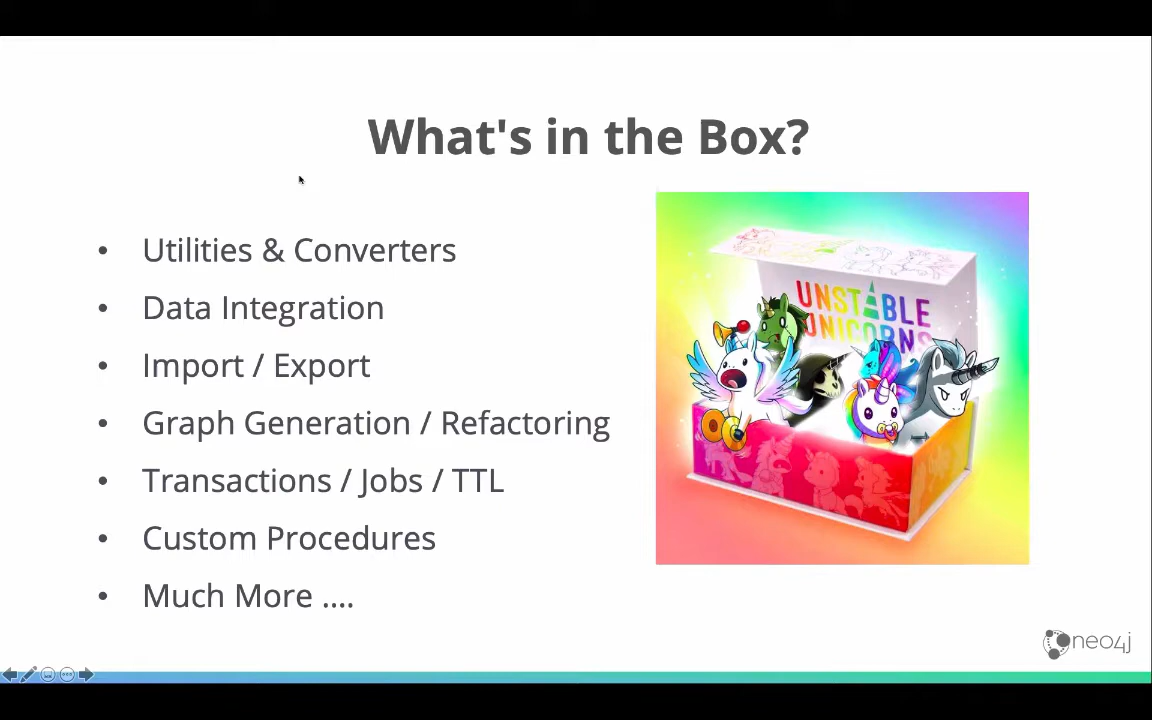 What's in the Box?
• Utilities & Converters
• Data Integration
• Import / Export
• Graph Generation / Refactoring
• Transactions / Jobs / TTL
• Custom Procedures
• Much More ....
UNSTABLE
UNICORNS
neo4j